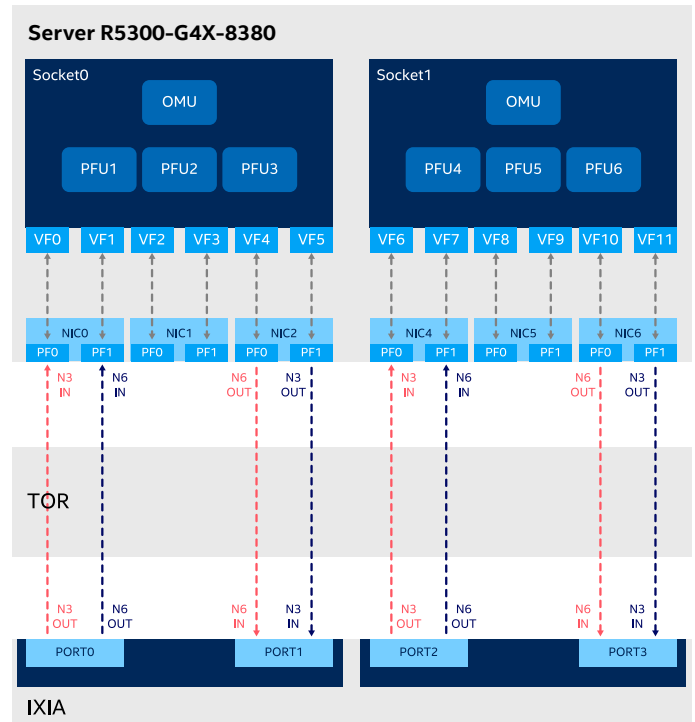 Server R5300-G4X-8380
Socket0
Socket1
OMU
OMU
PFU1 PFU2 PFU3
PFU4 PFU5 PFU6
VF0 VF1 VF2 VF3 VF4 VF5
VF6 VF7 VF8 VF9 VF10 VF11
NIC0 NIC1 NIC2
NIC4 NIC5 NIC6
PF0 PF1 PF0 PF1 PF0 PF1
PF0 PF1 PF0 PF1 PF0 PF1
N3 IN
N6 IN
N6 OUT
N3 OUT
N3 IN
N6 IN
N6 OUT
N3 OUT
TOR
N3 OUT
N6 OUT
N6 IN
N3 IN
N3 OUT
N6 OUT
N6 IN
N3 IN
PORT0 PORT1
PORT2 PORT3
IXIA